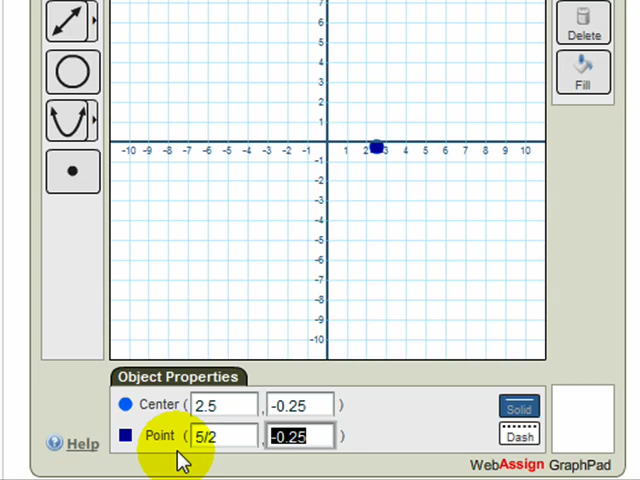 7
6
5
4
3
2
1
-10 -9 -8 -7 -6 -5 -4 -3 -2 -1 1 2 3 4 5 6 7 8 9 10
-1
-2
-3
-4
-5
-6
-7
-8
-9
-10
Delete
Fill
Object Properties
Center ( 2.5 , -0.25 )
Solid
Point ( 5/2 , -0.25 )
Dash
? Help
WebAssign GraphPad